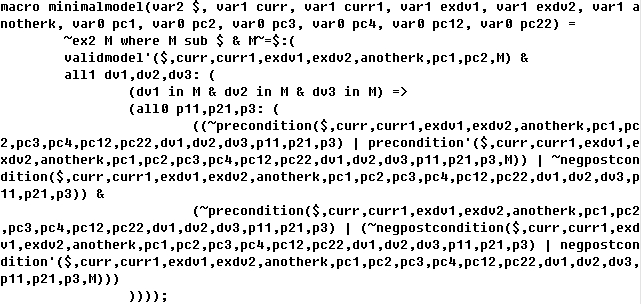 macro minimalmodel(var2 $, var1 curr, var1 curr1, var1 exdv1, var1 exdv2, var1 a
notherk, var0 pc1, var0 pc2, var0 pc3, var0 pc4, var0 pc12, var0 pc22) =
~ex2 M where M sub $ & M~=$:(
validmodel'($,curr,curr1,exdv1,exdv2,anotherk,pc1,pc2,M) &
all1 dv1,dv2,dv3: (
(dv1 in M & dv2 in M & dv3 in M) =>
(all0 p11,p21,p3: (
((~precondition($,curr,curr1,exdv1,exdv2,anotherk,pc1,pc
2,pc3,pc4,pc12,pc22,dv1,dv2,dv3,p11,p21,p3) | precondition'($,curr,curr1,exdv1,e
xdv2,anotherk,pc1,pc2,pc3,pc4,pc12,pc22,dv1,dv2,dv3,p11,p21,p3,M)) | ~negpostcon
dition($,curr,curr1,exdv1,exdv2,anotherk,pc1,pc2,pc3,pc4,pc12,pc22,dv1,dv2,dv3,p
11,p21,p3)) &
(~precondition($,curr,curr1,exdv1,exdv2,anotherk,pc1,pc2
,pc3,pc4,pc12,pc22,dv1,dv2,dv3,p11,p21,p3) | (~negpostcondition($,curr,curr1,exd
v1,exdv2,anotherk,pc1,pc2,pc3,pc4,pc12,pc22,dv1,dv2,dv3,p11,p21,p3) | negpostcon
dition'($,curr,curr1,exdv1,exdv2,anotherk,pc1,pc2,pc3,pc4,pc12,pc22,dv1,dv2,dv3,
p11,p21,p3,M)))
))));